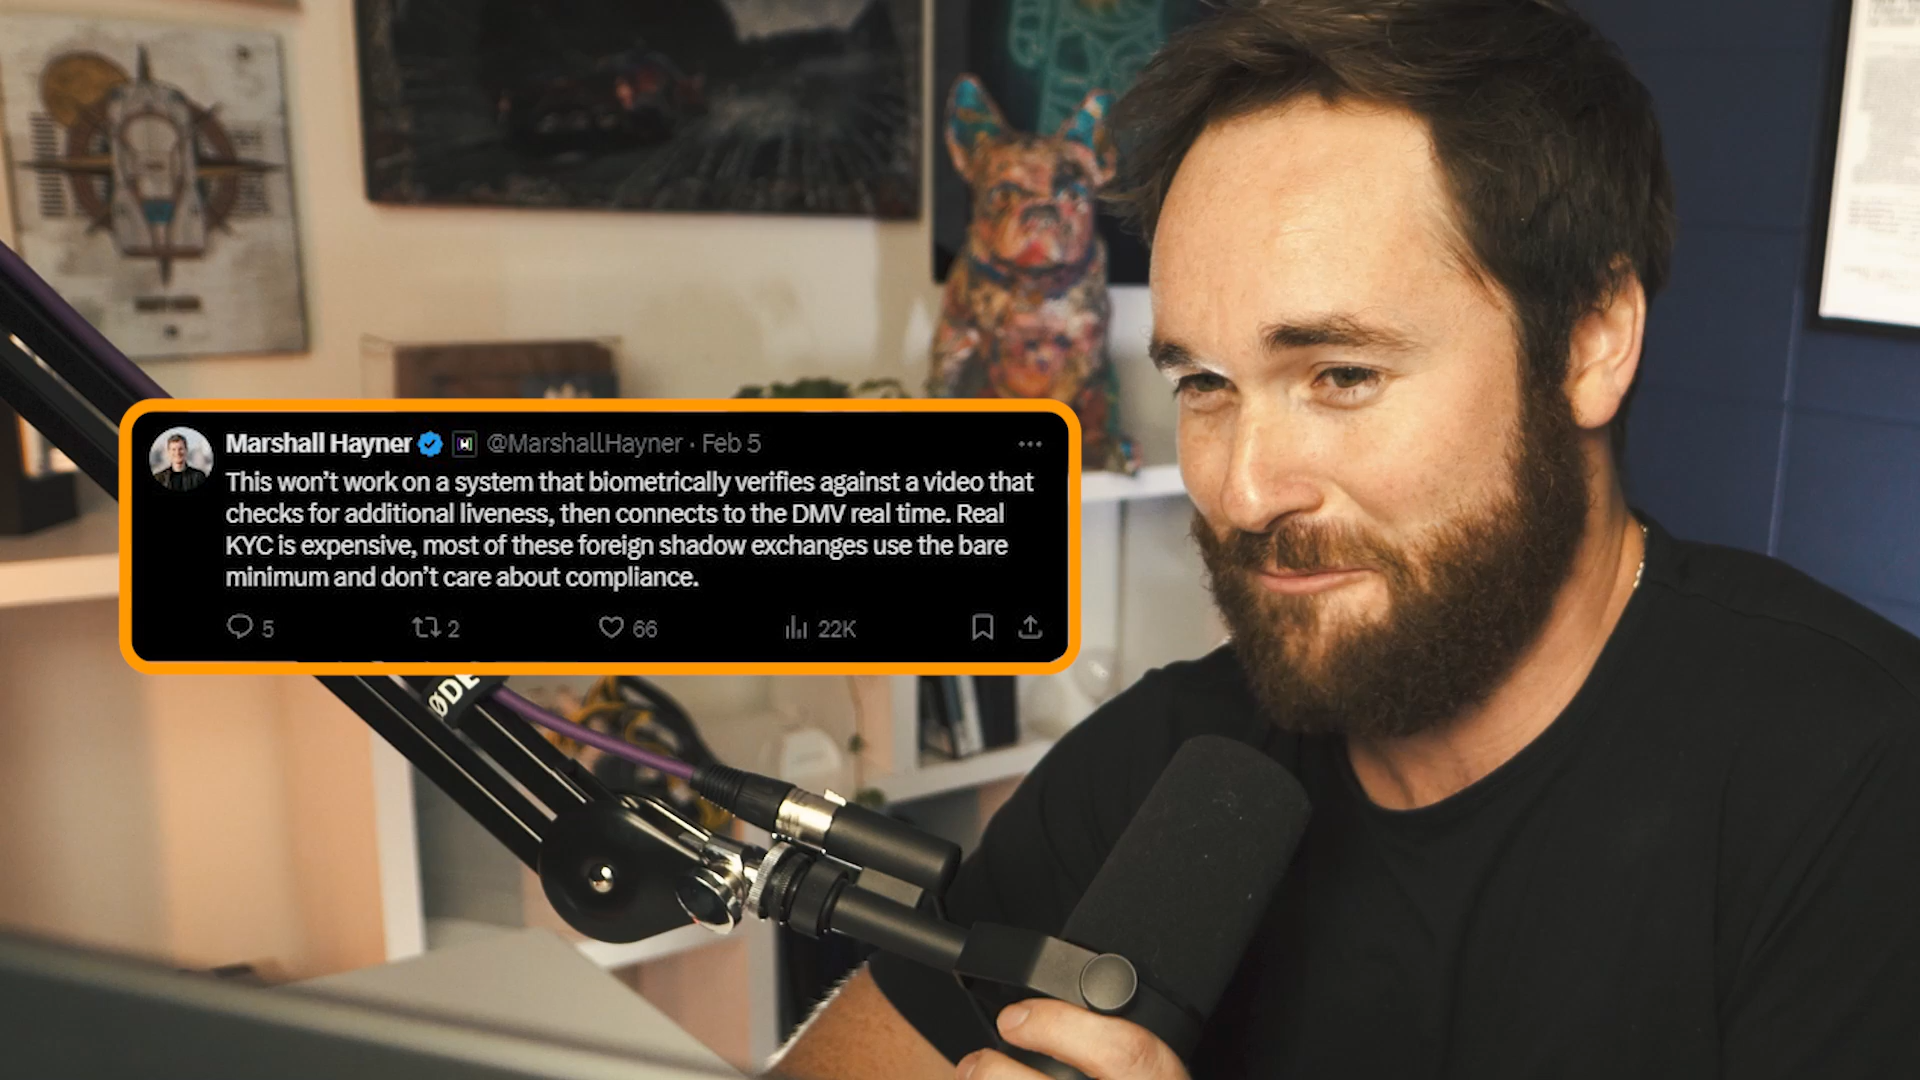 Marshall Hayner @MarshallHayner · Feb 5
This won't work on a system that biometrically verifies against a video that
checks for additional liveness, then connects to the DMV real time. Real
KYC is expensive, most of these foreign shadow exchanges use the bare
minimum and don't care about compliance.
5 2 66 22K
ØDE